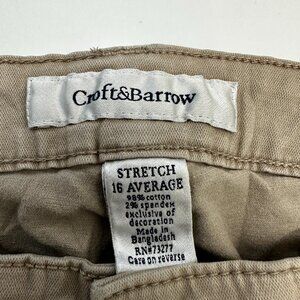 Croft&Barrow
STRETCH
16 AVERAGE
98% cotton
2% spandex
exclusive of
decoration
Made in
Bangladesh
RN#73277
Care on reverse